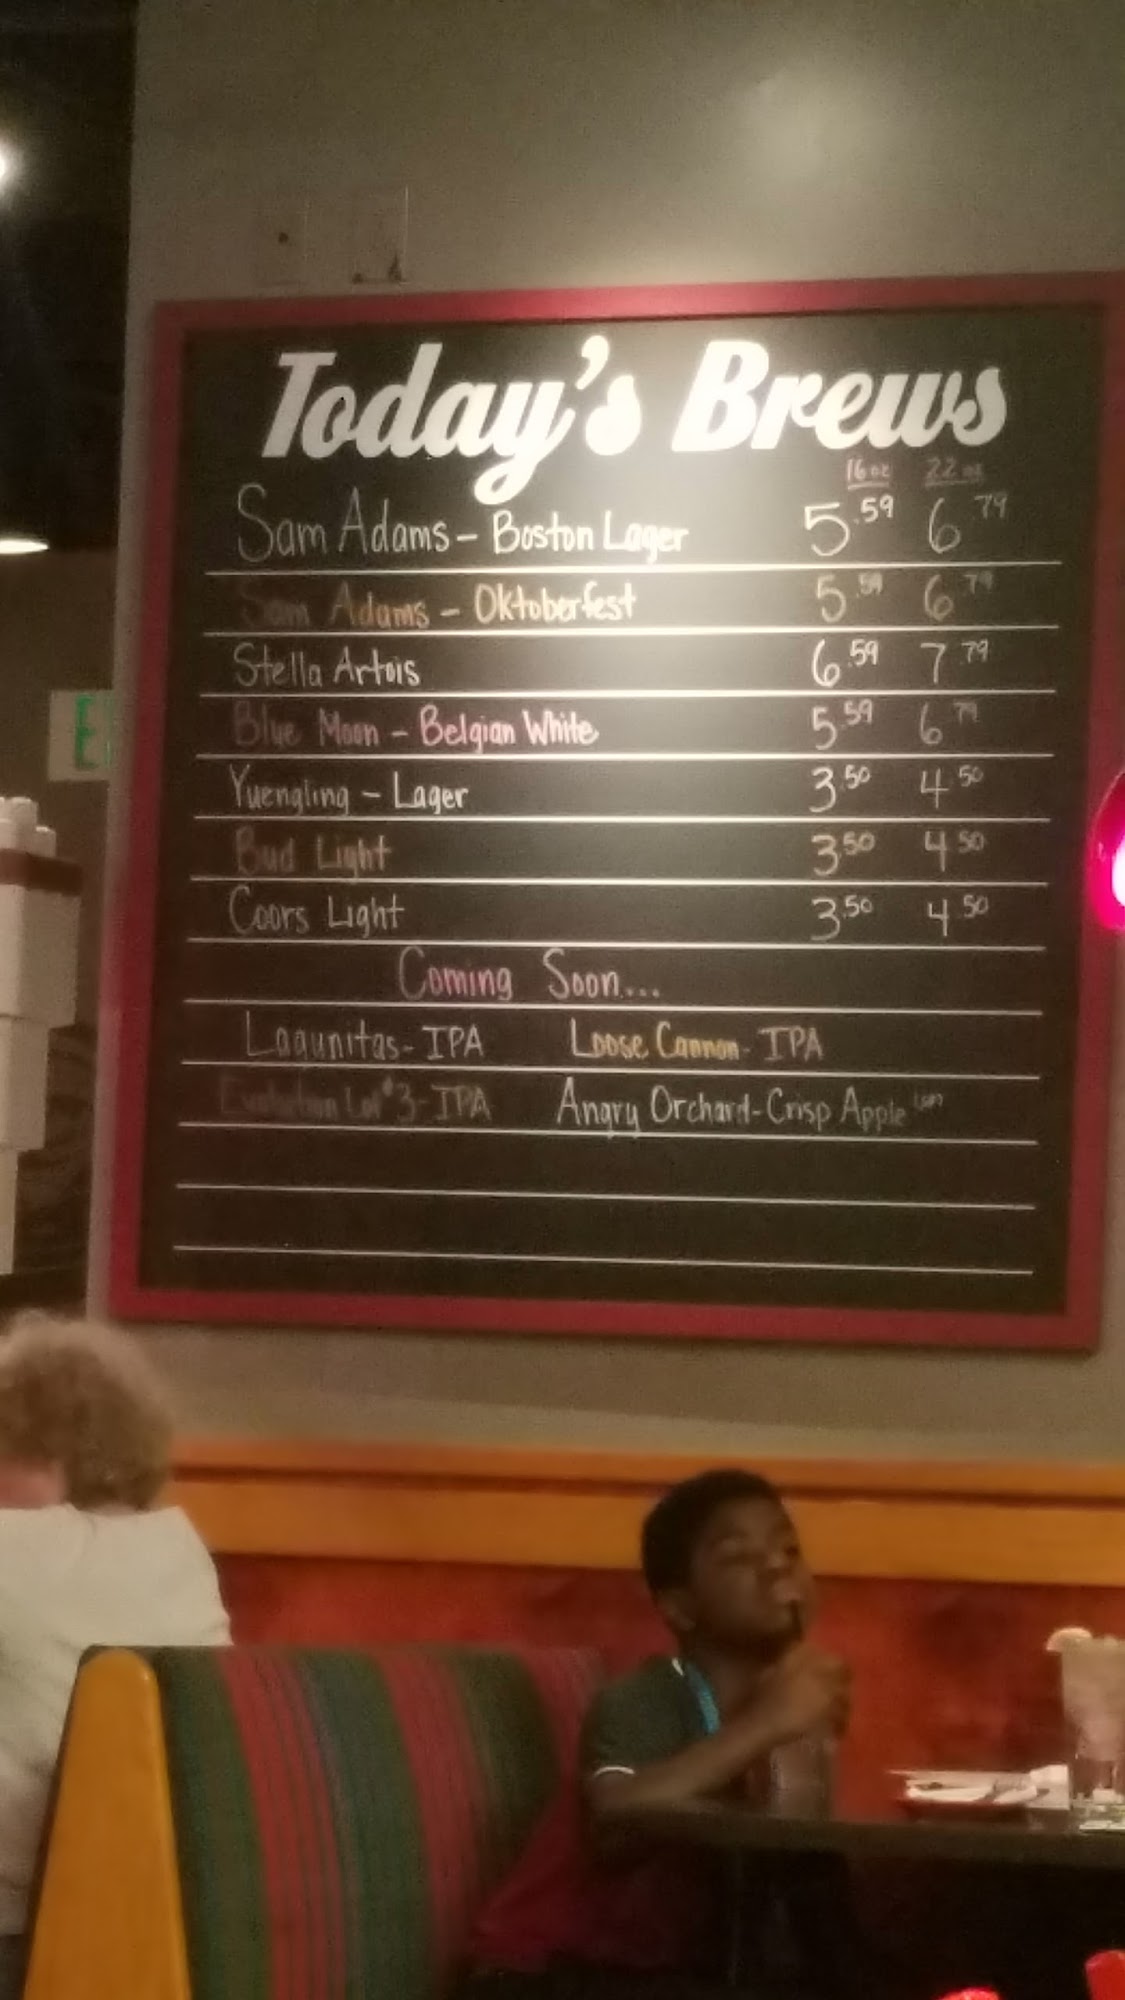 Today's Brews
16oz 22oz
Sam Adams - Boston Lager 5.59 6 79
Sam Adams - Oktoberfest 5.59 6 79
Stella Artois 6.59 7.79
Blue Moon - Belgian White 5.59 6 79
Yuengling - Lager 3.50 4 50
Bud Light 3 50 4 50
Coors Light 3.50 4.50
Coming Soon...
Lagunitas - IPA Loose Cannon - IPA
Evolution Lot #3 - IPA Angry Orchard - Crisp Apple
E